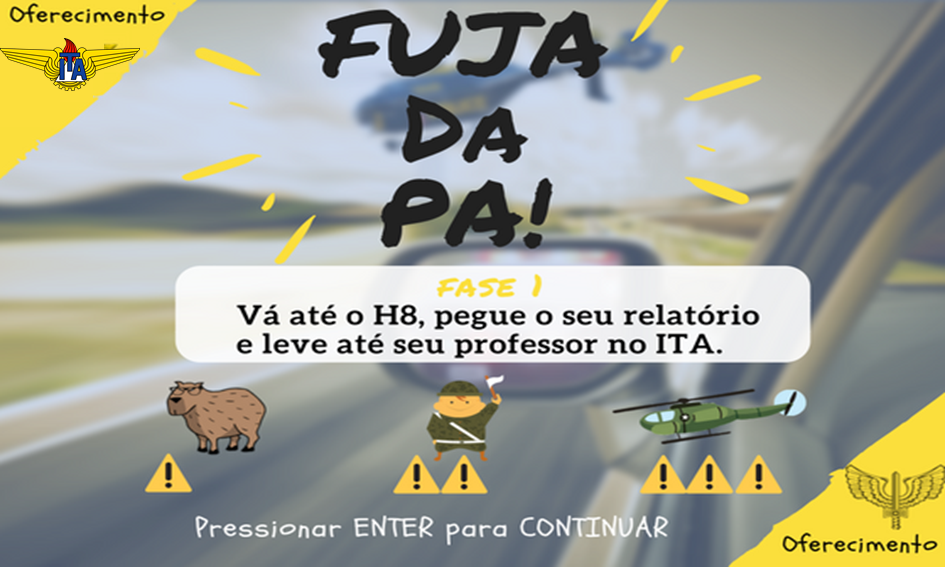 Oferecimento
ITA
FUJA
DA
PA!
FASE 1
Vá até o H8, pegue o seu relatório
e leve até seu professor no ITA.
Pressionar ENTER para CONTINUAR
Oferecimento